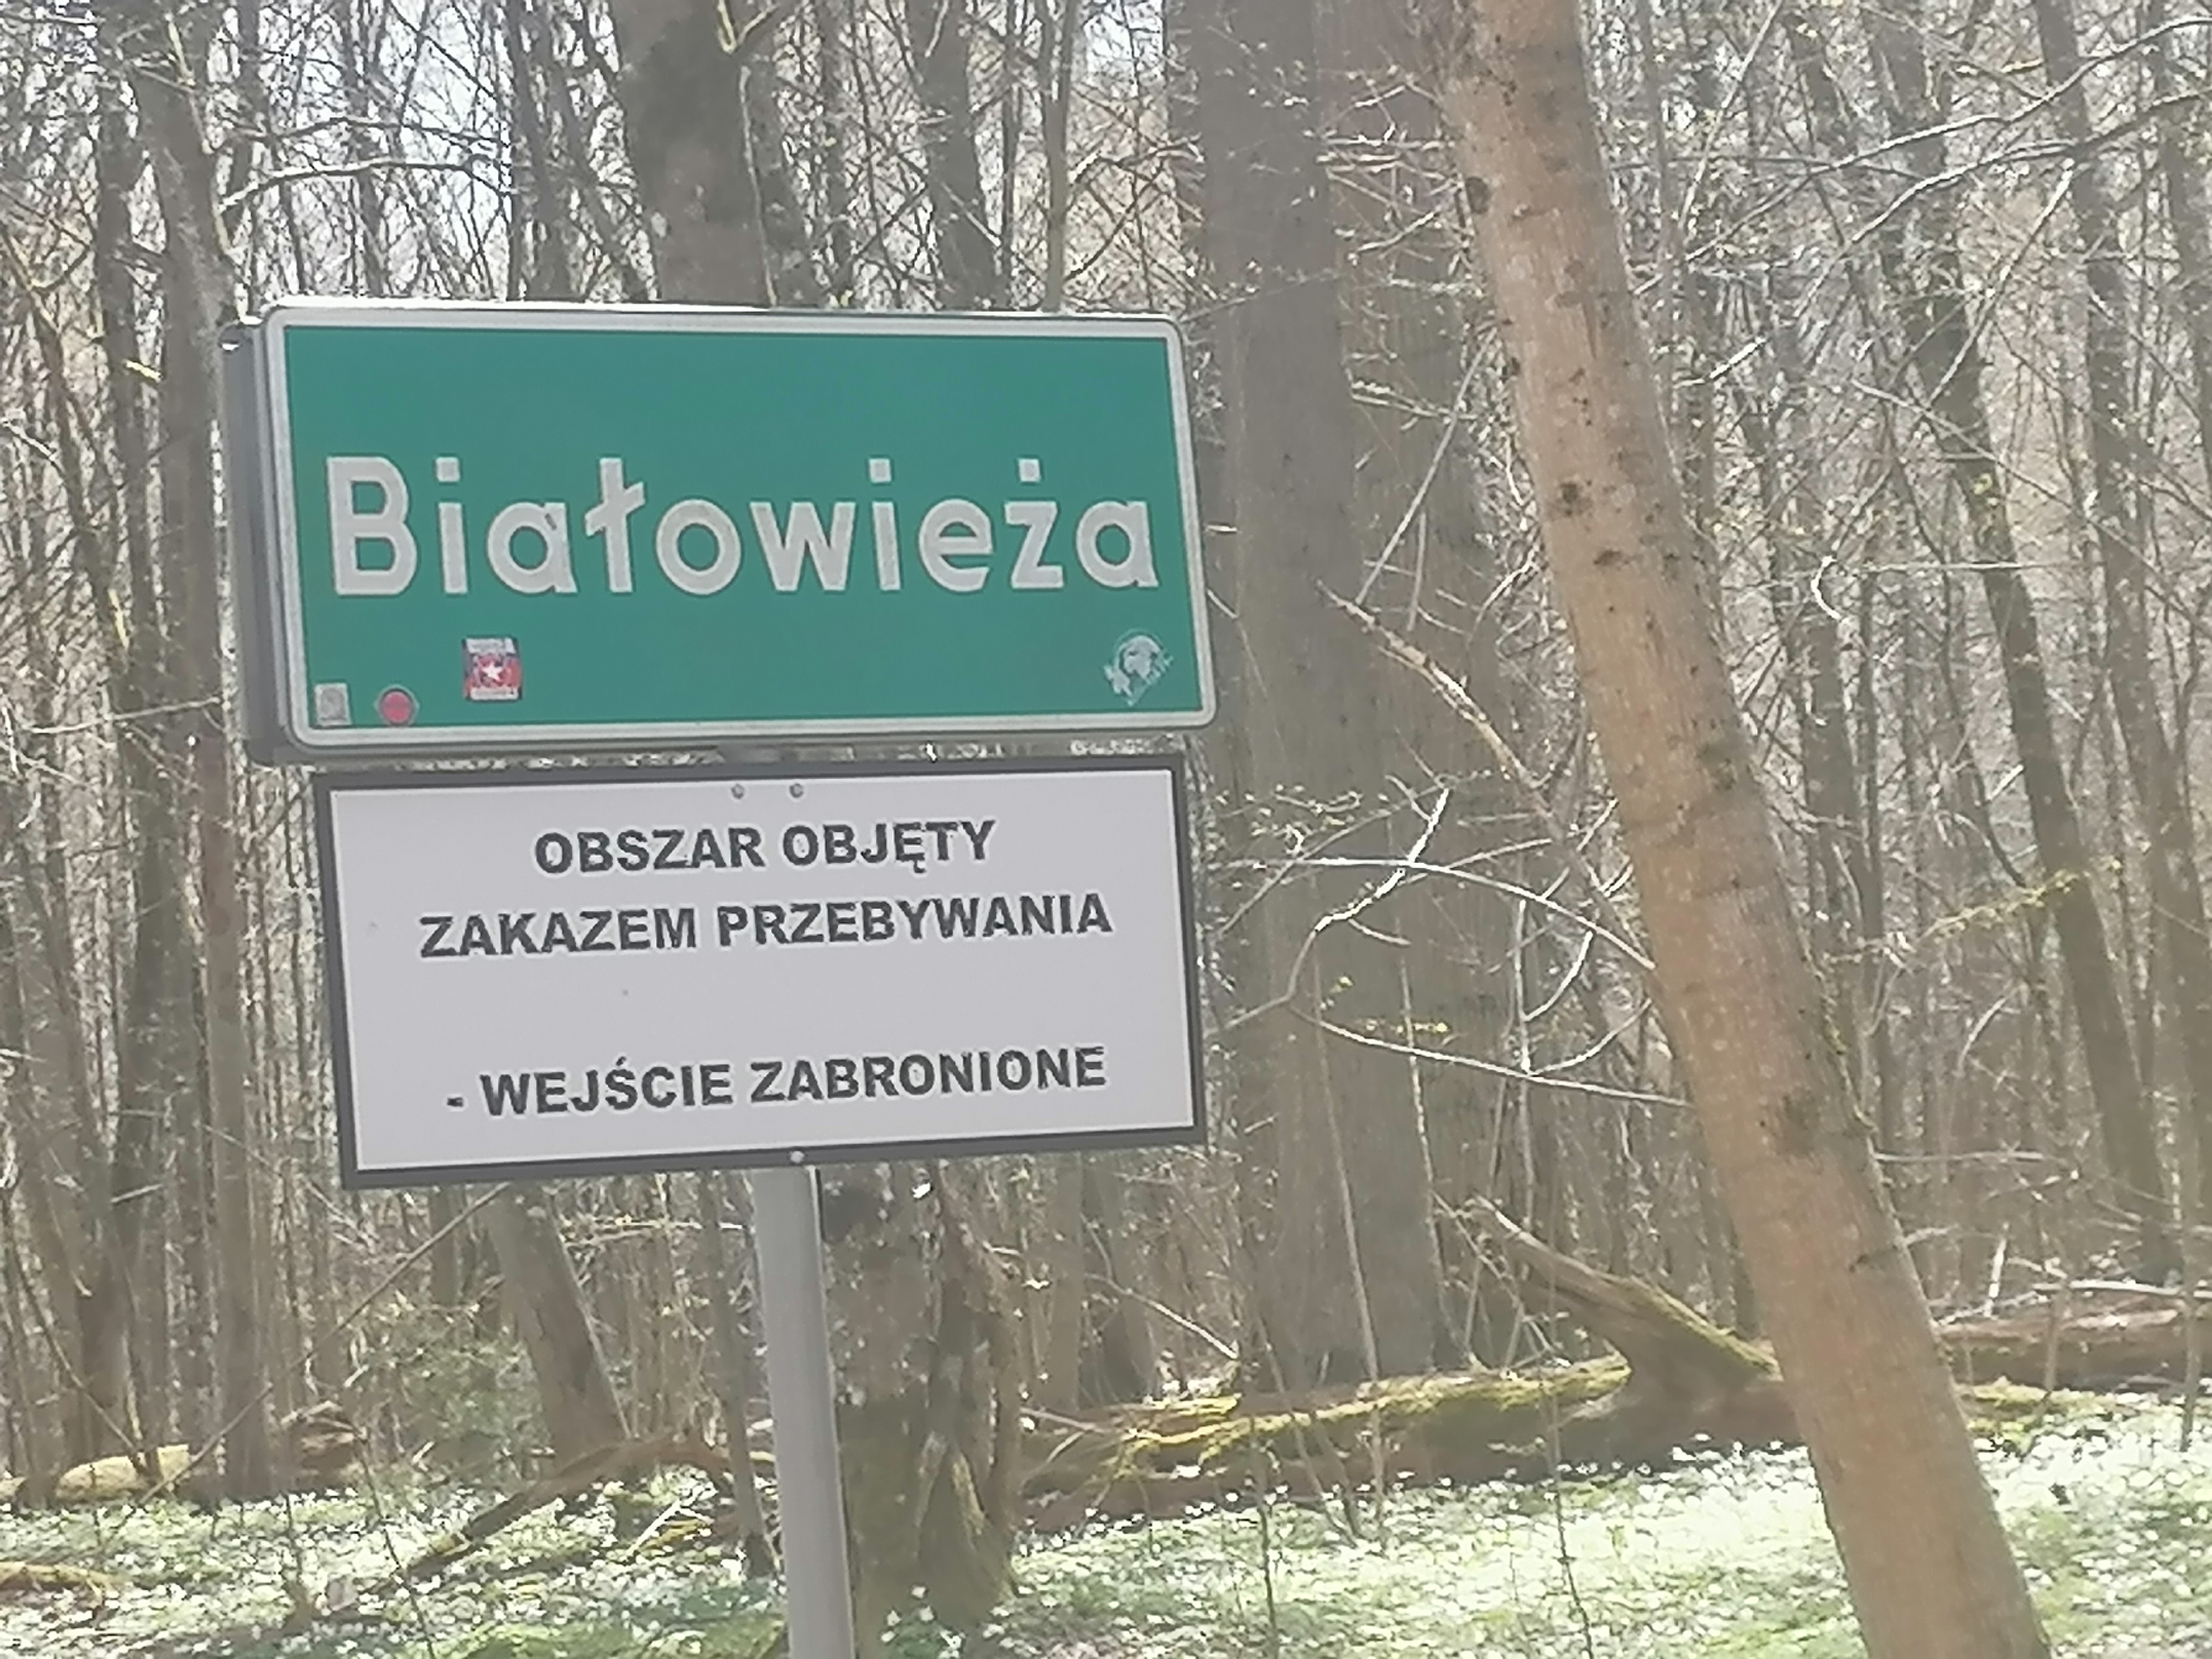 Białowieża
OBSZAR OBJĘTY
ZAKAZEM PRZEBYWANIA
- WEJŚCIE ZABRONIONE